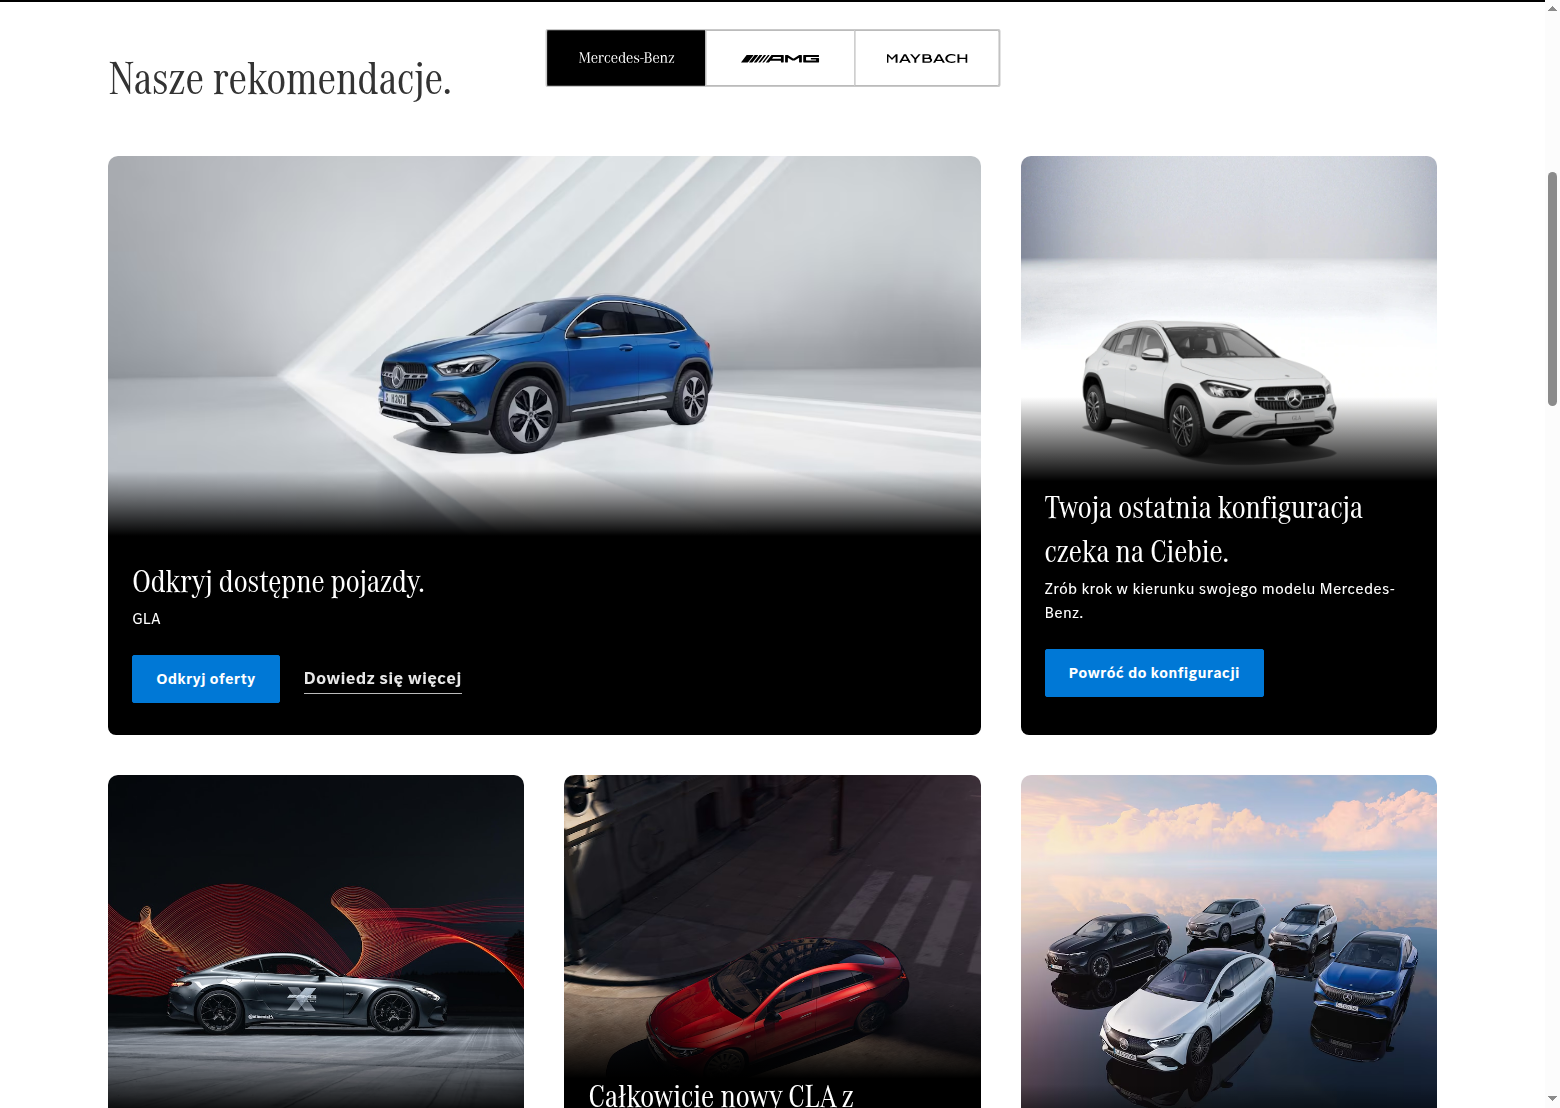 Nasze rekomendacje.
Mercedes-Benz
AMG
MAYBACH
Odkryj dostępne pojazdy.
GLA
Odkryj oferty
Dowiedz się więcej
Twoja ostatnia konfiguracja
czeka na Ciebie.
Zrób krok w kierunku swojego modelu Mercedes-
Benz.
Powróć do konfiguracji
Całkowicie nowy CLA z